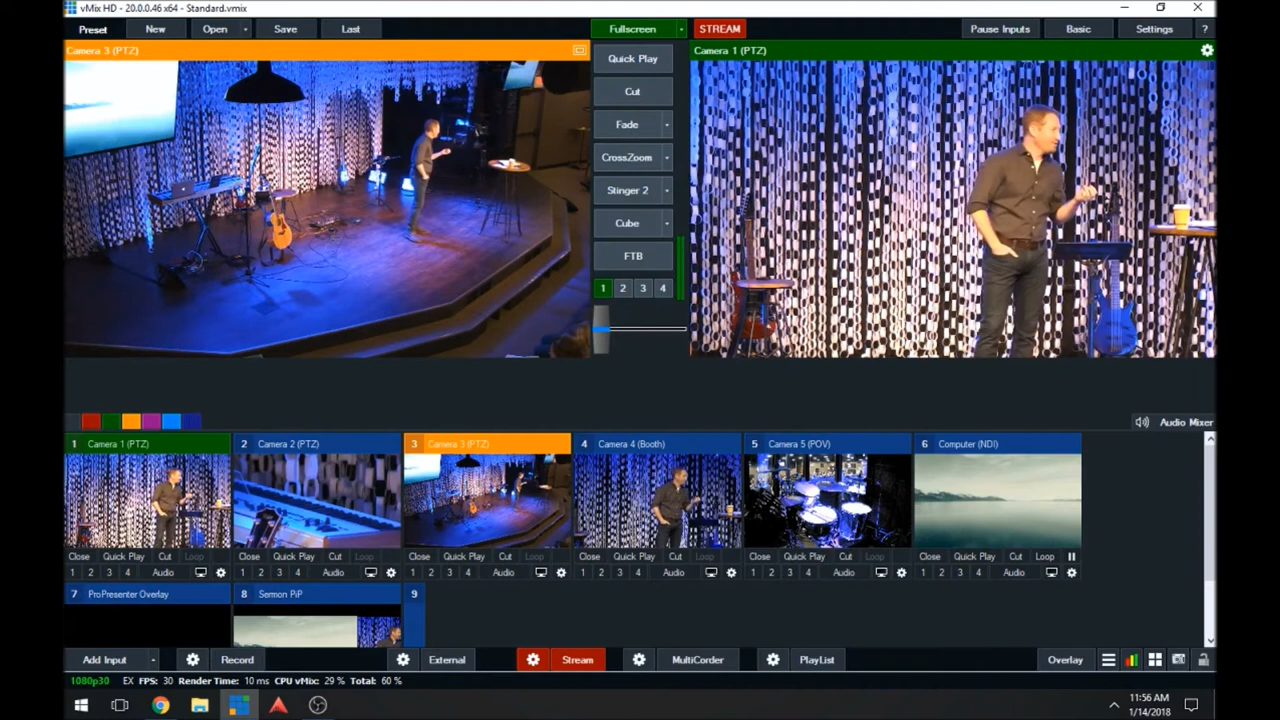 vMix HD - 20.0.0.46 x64 - Standard.vmix
Preset New Open Save Last Fullscreen STREAM Pause Inputs Basic Settings ?
Camera 3 (PTZ)
Camera 1 (PTZ)
Quick Play
Cut
Fade
CrossZoom
Stinger 2
Cube
FTB
1 2 3 4
Audio Mixer
1 Camera 1 (PTZ) 2 Camera 2 (PTZ) 3 Camera 3 (PTZ) 4 Camera 4 (Booth) 5 Camera 5 (POV) 6 Computer (NDI)
Close Quick Play Cut Loop Close Quick Play Cut Loop Close Quick Play Cut Loop Close Quick Play Cut Loop Close Quick Play Cut Loop Close Quick Play Cut Loop
1 2 3 4 Audio 1 2 3 4 Audio 1 2 3 4 Audio 1 2 3 4 Audio 1 2 3 4 Audio 1 2 3 4 Audio
7 ProPresenter Overlay 8 Sermon PiP 9
Add Input Record External Stream MultiCorder PlayList Overlay
1080p30 EX FPS: 30 Render Time: 10 ms CPU vMix: 29 % Total: 60 %
11:56 AM
1/14/2018